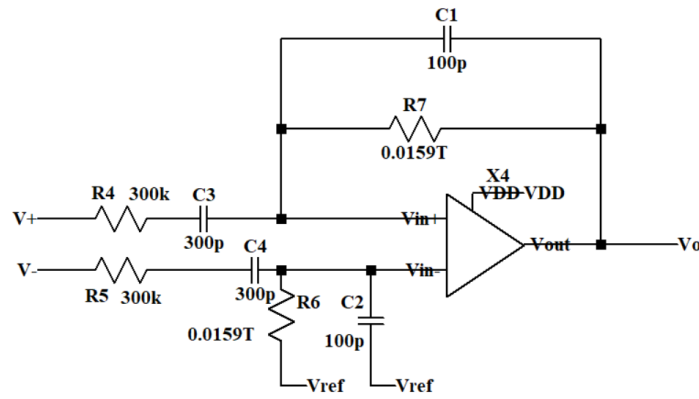 C1
100p
R7
0.0159T
X4
VDD VDD
R4 300k C3
V+ Vin+
300p
C4
Vout Vo
V- Vin-
R5 300k 300p R6 C2
0.0159T
100p
Vref Vref